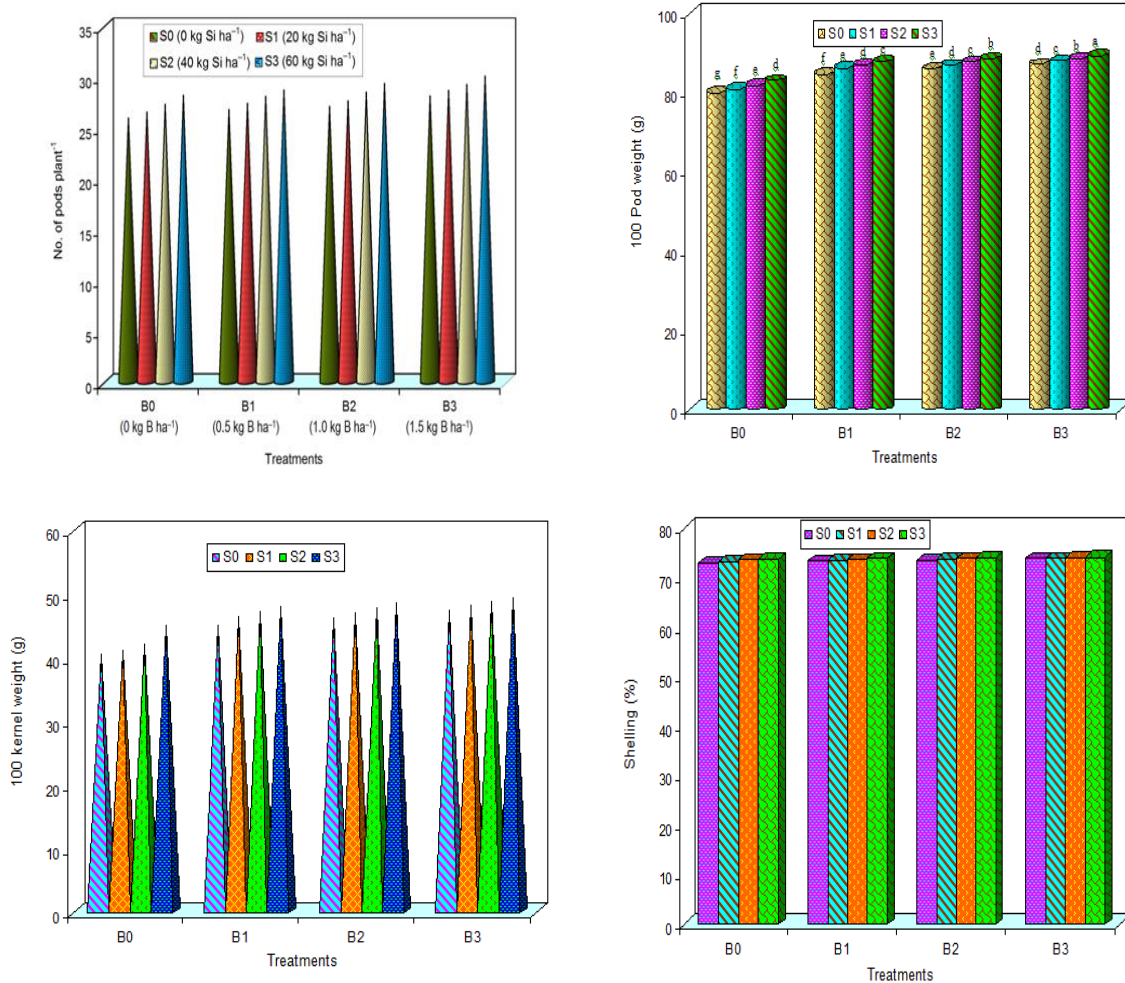 35
30
25
20
15
10
5
0
No. of pods plant⁻¹
S0 (0 kg Si ha⁻¹) S1 (20 kg Si ha⁻¹)
S2 (40 kg Si ha⁻¹) S3 (60 kg Si ha⁻¹)
B0 B1 B2 B3
(0 kg B ha⁻¹) (0.5 kg B ha⁻¹) (1.0 kg B ha⁻¹) (1.5 kg B ha⁻¹)
Treatments
100
80
60
40
20
0
100 Pod weight (g)
S0 S1 S2 S3
g f e d f e d c e d c b d c b a
B0 B1 B2 B3
Treatments
60
50
40
30
20
10
0
100 kernel weight (g)
S0 S1 S2 S3
B0 B1 B2 B3
Treatments
80
70
60
50
40
30
20
10
0
Shelling (%)
S0 S1 S2 S3
B0 B1 B2 B3
Treatments